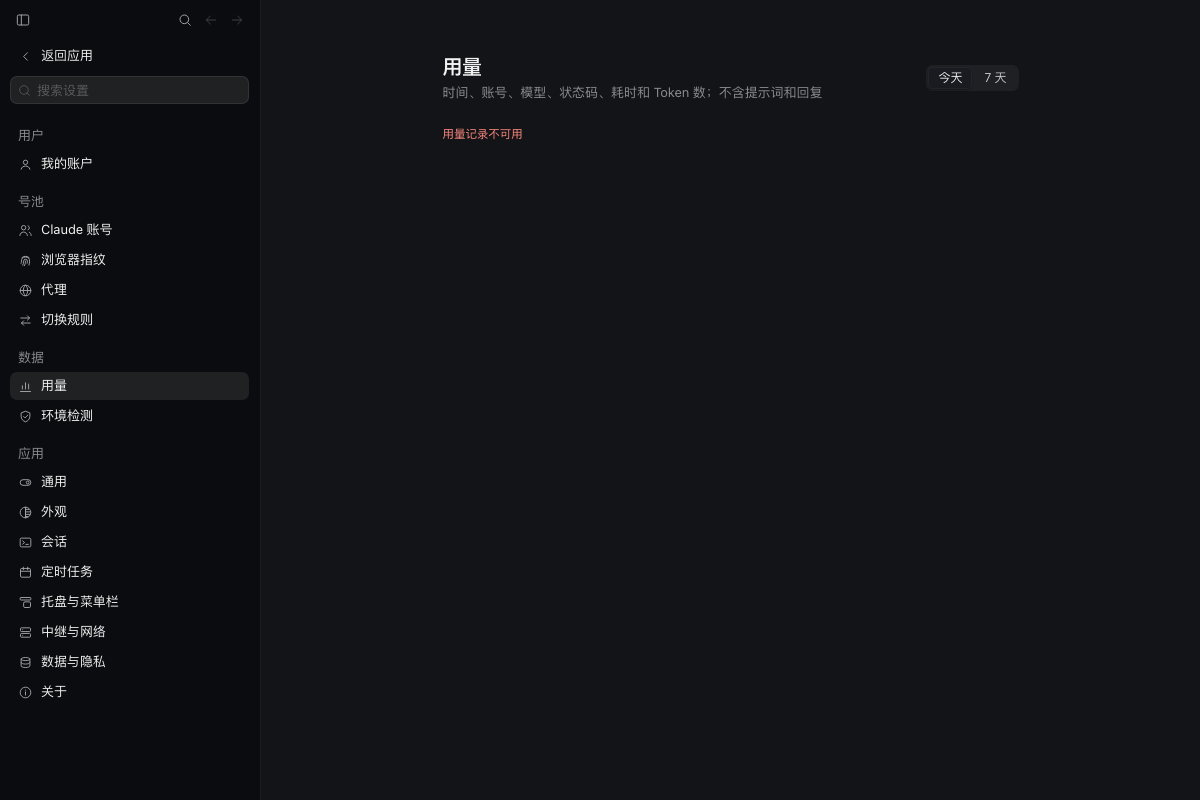 返回应用
搜索设置
用户
我的账户
号池
Claude 账号
浏览器指纹
代理
切换规则
数据
用量
环境检测
应用
通用
外观
会话
定时任务
托盘与菜单栏
中继与网络
数据与隐私
关于
用量
时间、账号、模型、状态码、耗时和 Token 数；不含提示词和回复
今天
7 天
用量记录不可用